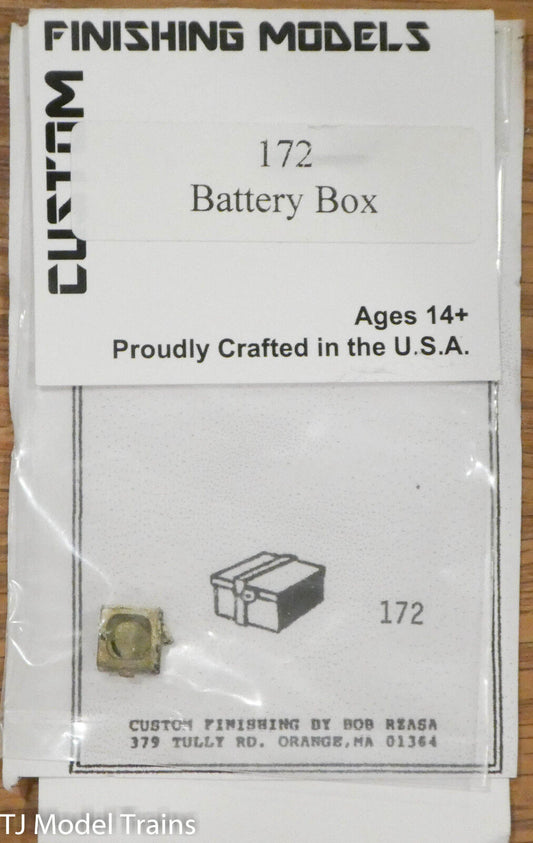 FINISHING MODELS
CUSTOM
172
Battery Box
Ages 14+
Proudly Crafted in the U.S.A.
172
CUSTOM FINISHING BY BOB REASA
379 TULLY RD. ORANGE,MA 01364
TJ Model Trains